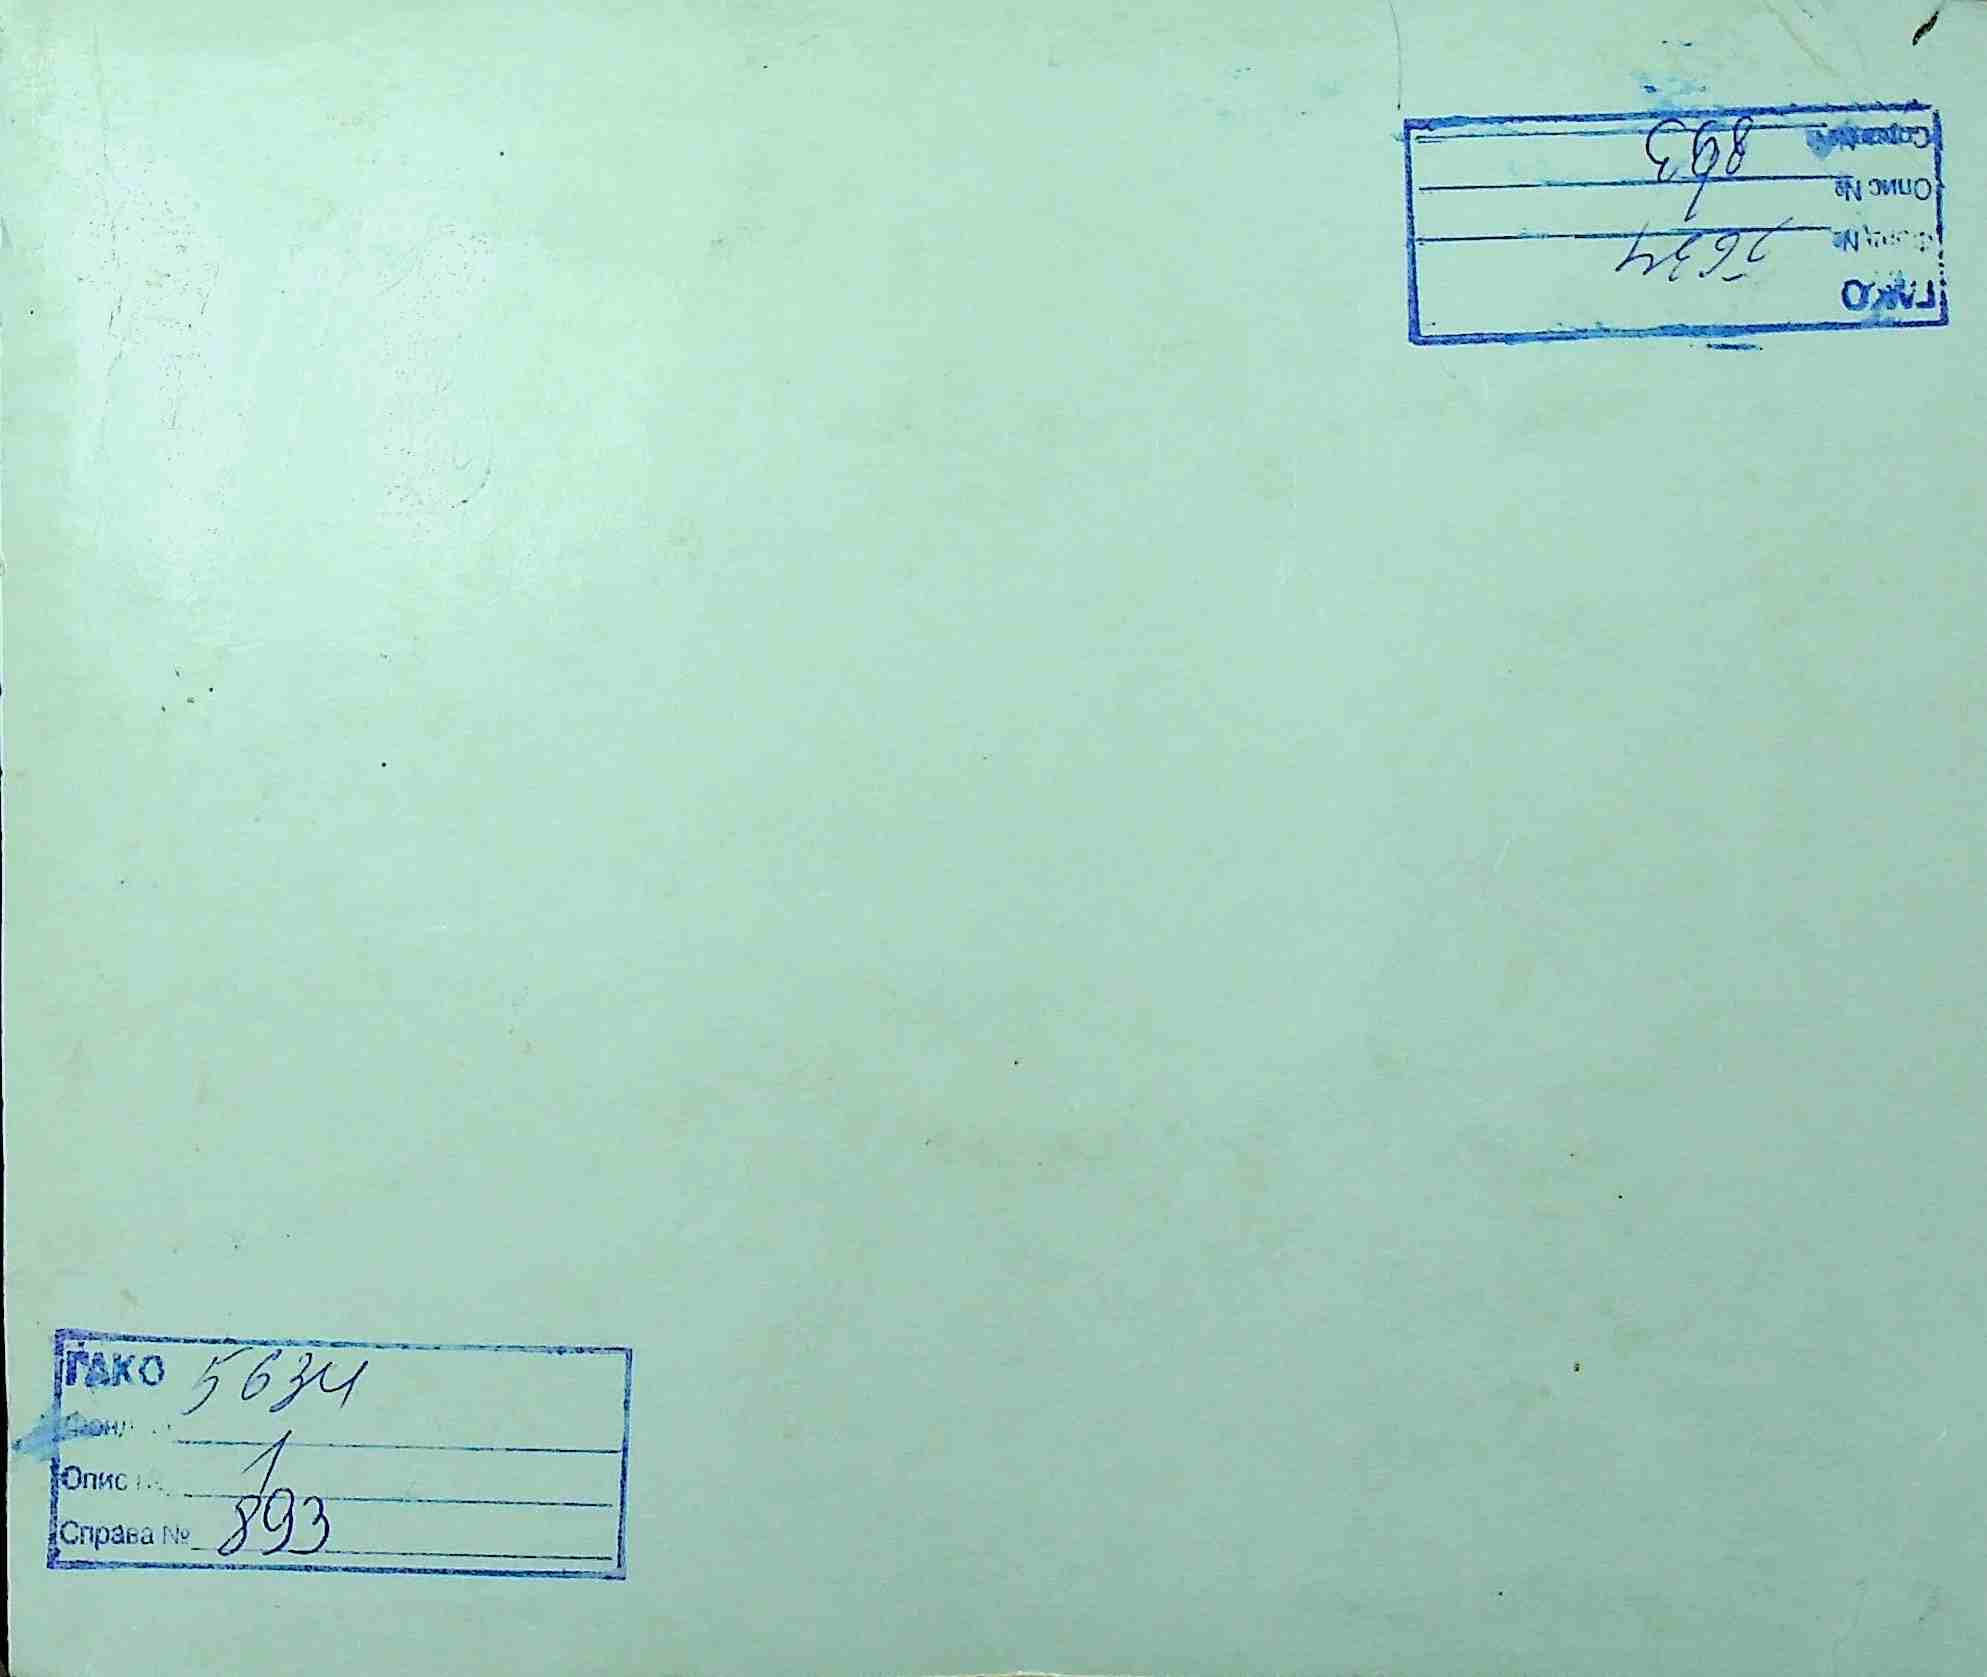 Справа № 893
Опис № 1
Фонд № 5634
ГАКО
ГАКО 5634
Фонд
Опис № 1
Справа № 893